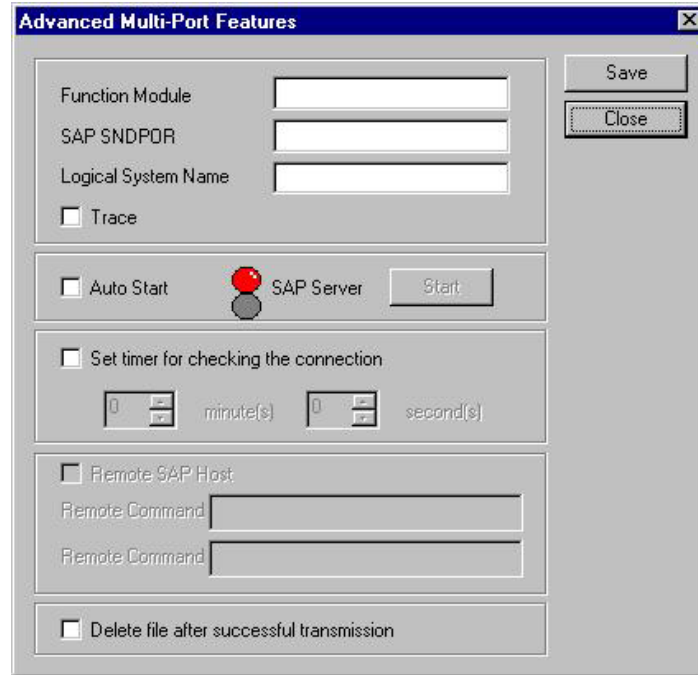 Advanced Multi-Port Features
Save
Close
Function Module
SAP SNDPOR
Logical System Name
Trace
Auto Start SAP Server Start
Set timer for checking the connection
0 minute(s) 0 second(s)
Remote SAP Host
Remote Command
Remote Command
Delete file after successful transmission